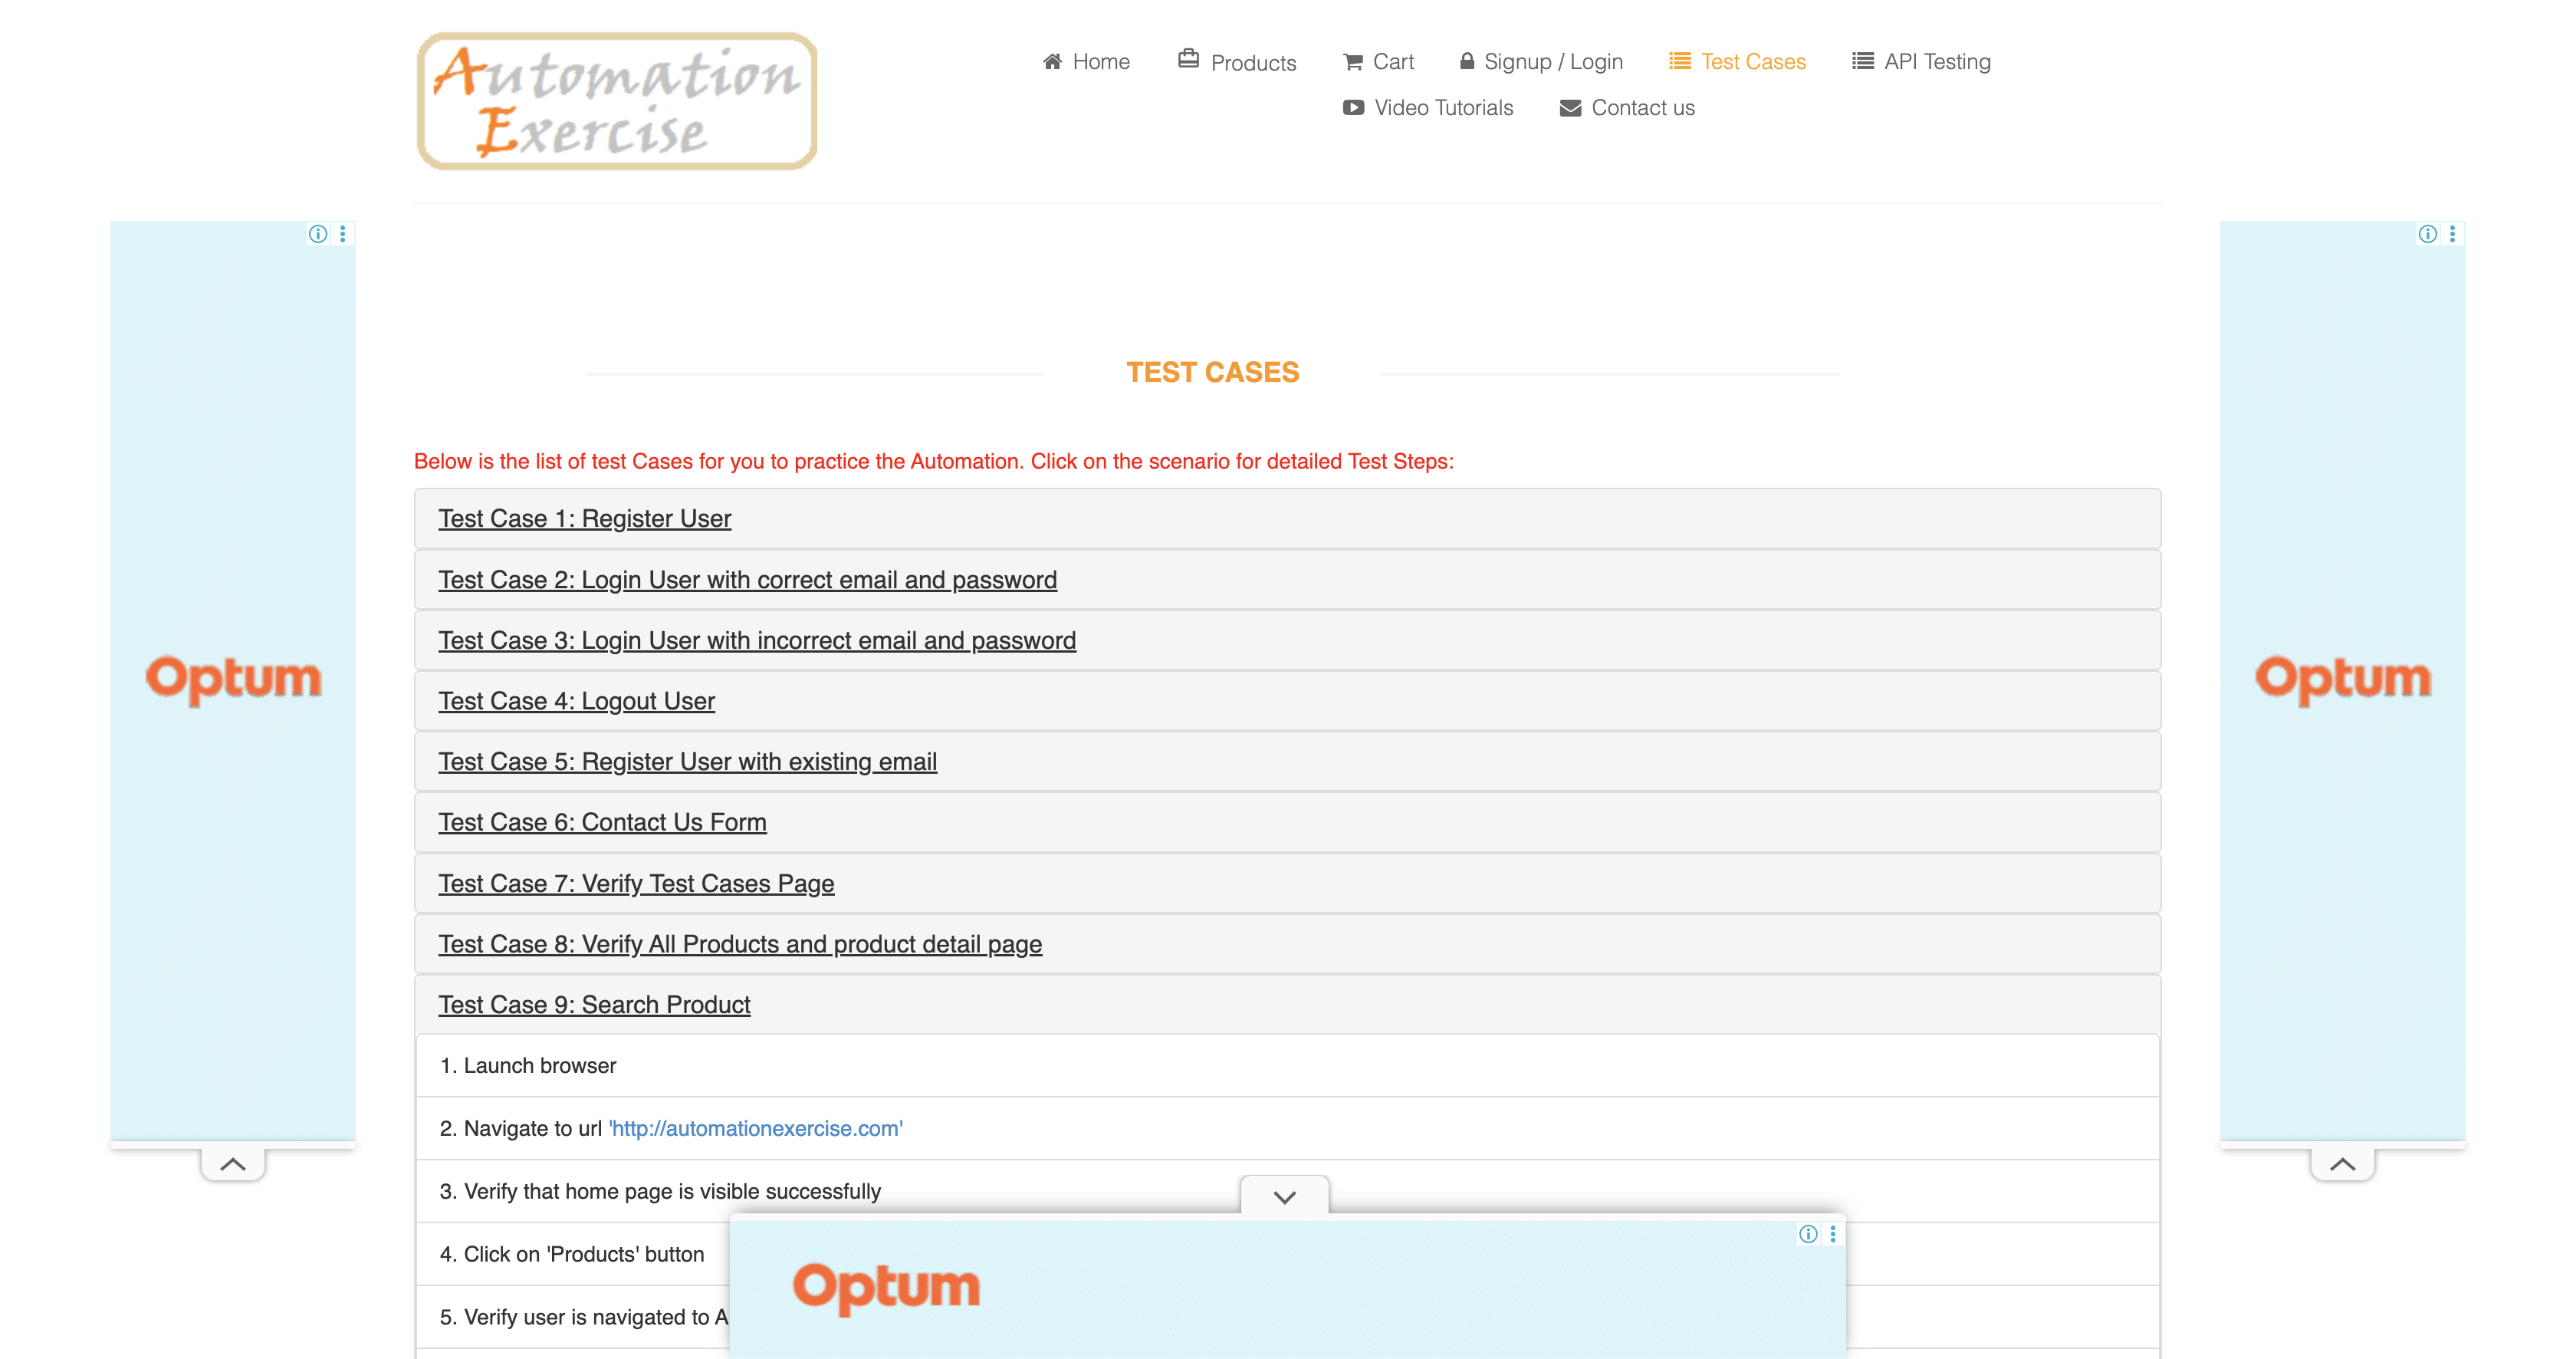 Automation
Exercise
Home
Products
Cart
Signup / Login
Test Cases
API Testing
Video Tutorials
Contact us
TEST CASES
Below is the list of test Cases for you to practice the Automation. Click on the scenario for detailed Test Steps:
Test Case 1: Register User
Test Case 2: Login User with correct email and password
Test Case 3: Login User with incorrect email and password
Test Case 4: Logout User
Test Case 5: Register User with existing email
Test Case 6: Contact Us Form
Test Case 7: Verify Test Cases Page
Test Case 8: Verify All Products and product detail page
Test Case 9: Search Product
1. Launch browser
2. Navigate to url 'http://automationexercise.com'
3. Verify that home page is visible successfully
4. Click on 'Products' button
5. Verify user is navigated to A
Optum
Optum
Optum